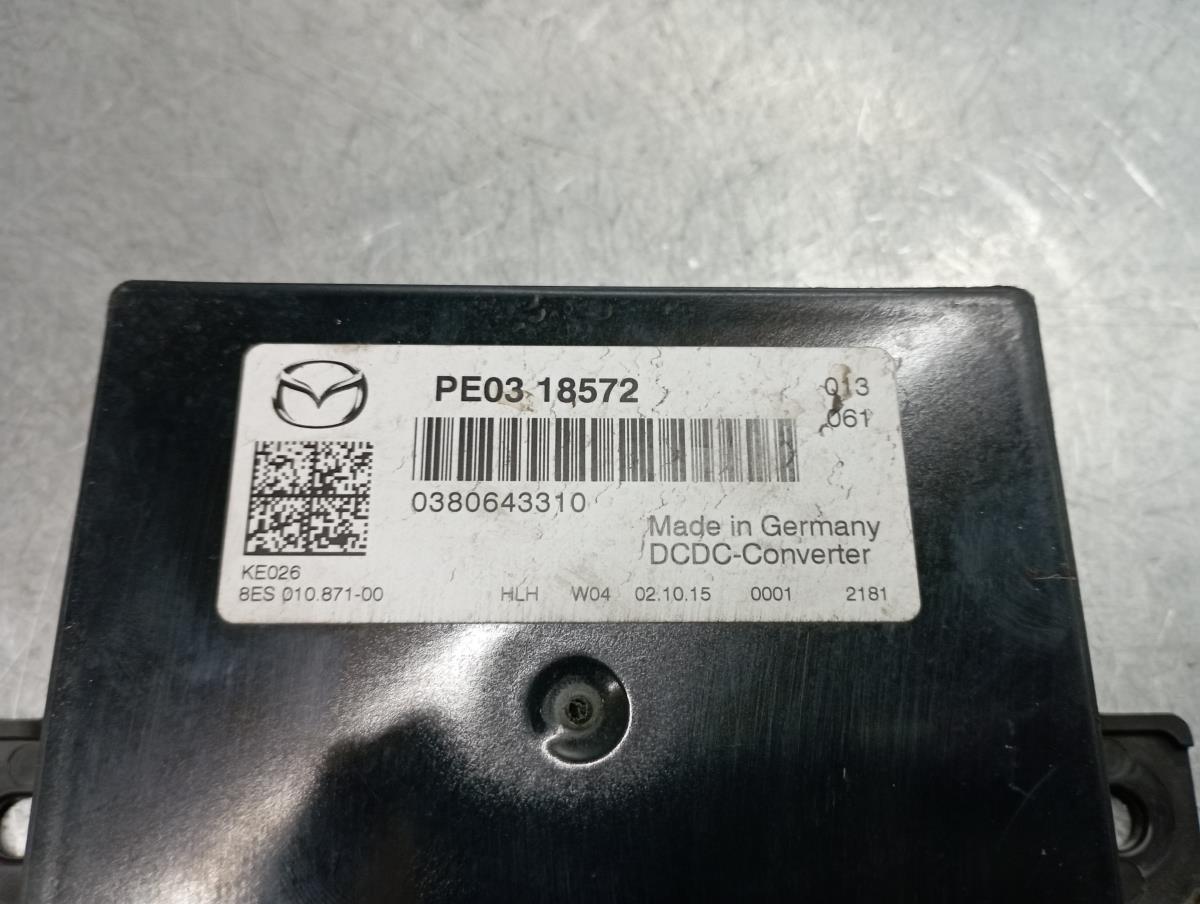 PE03 18572
013
061
0380643310
Made in Germany
DCDC-Converter
KE026
8ES 010.871-00 HLH W04 02.10.15 0001 2181